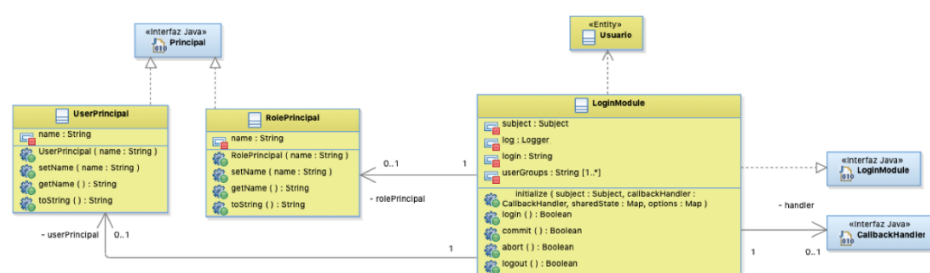 «Interfaz Java»
Principal
«Entity»
Usuario
UserPrincipal
name : String
UserPrincipal ( name : String )
setName ( name : String )
getName ( ) : String
toString ( ) : String
RolePrincipal
name : String
RolePrincipal ( name : String )
setName ( name : String )
getName ( ) : String
toString ( ) : String
LoginModule
subject : Subject
log : Logger
login : String
userGroups : String [1..*]
initialize ( subject : Subject, callbackHandler :
CallbackHandler, sharedState : Map, options : Map )
login ( ) : Boolean
commit ( ) : Boolean
abort ( ) : Boolean
logout ( ) : Boolean
0..1
1
- rolePrincipal
«Interfaz Java»
LoginModule
- handler
«Interfaz Java»
CallbackHandler
1
0..1
- userPrincipal
0..1
1